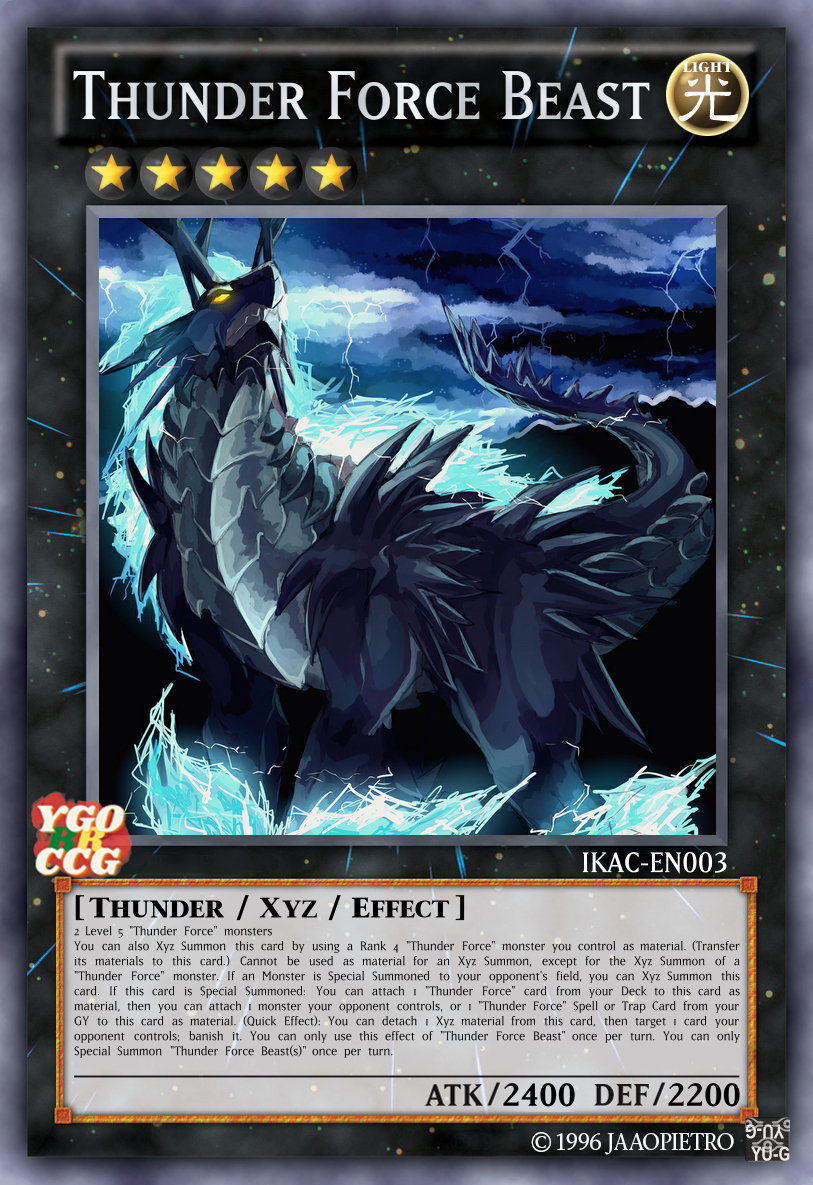 THUNDER FORCE BEAST
LIGHT
光
YGO
BR
CCG
IKAC-EN003
[ THUNDER / XYZ / EFFECT ]
2 Level 5 "Thunder Force" monsters
You can also Xyz Summon this card by using a Rank 4 "Thunder Force" monster you control as material. (Transfer
its materials to this card.) Cannot be used as material for an Xyz Summon, except for the Xyz Summon of a
"Thunder Force" monster. If an Monster is Special Summoned to your opponent's field, you can Xyz Summon this
card. If this card is Special Summoned: You can attach 1 "Thunder Force" card from your Deck to this card as
material, then you can attach 1 monster your opponent controls, or 1 "Thunder Force" Spell or Trap Card from your
GY to this card as material. (Quick Effect): You can detach 1 Xyz material from this card, then target 1 card your
opponent controls; banish it. You can only use this effect of "Thunder Force Beast" once per turn. You can only
Special Summon "Thunder Force Beast(s)" once per turn.
ATK/2400 DEF/2200
© 1996 JAAOPIETRO
YU-G
YU-G